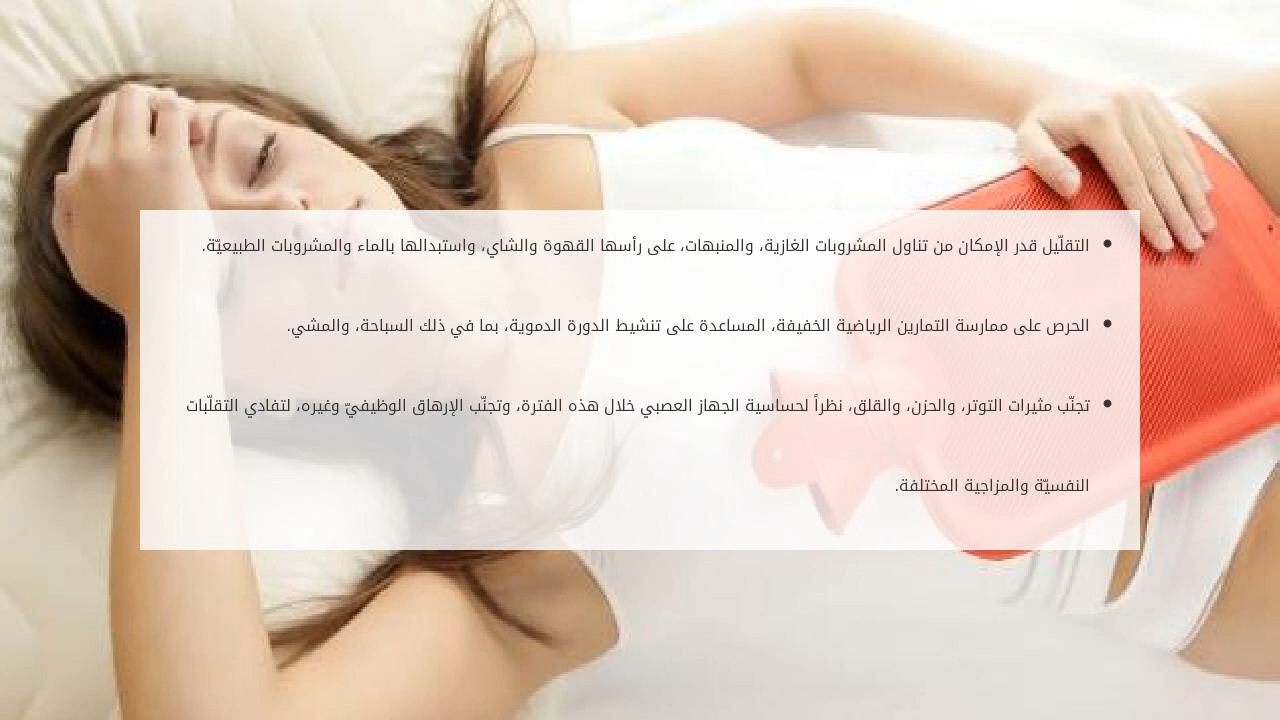 • التقلّيل قدر الإمكان من تناول المشروبات الغازية، والمنبهات، على رأسها القهوة والشاي، واستبدالها بالماء والمشروبات الطبيعيّة.
• الحرص على ممارسة التمارين الرياضية الخفيفة، المساعدة على تنشيط الدورة الدموية، بما في ذلك السباحة، والمشي.
• تجنّب مثيرات التوتر، والحزن، والقلق، نظراً لحساسية الجهاز العصبي خلال هذه الفترة، وتجنّب الإرهاق الوظيفيّ وغيره، لتفادي التقلّبات
النفسيّة والمزاجية المختلفة.